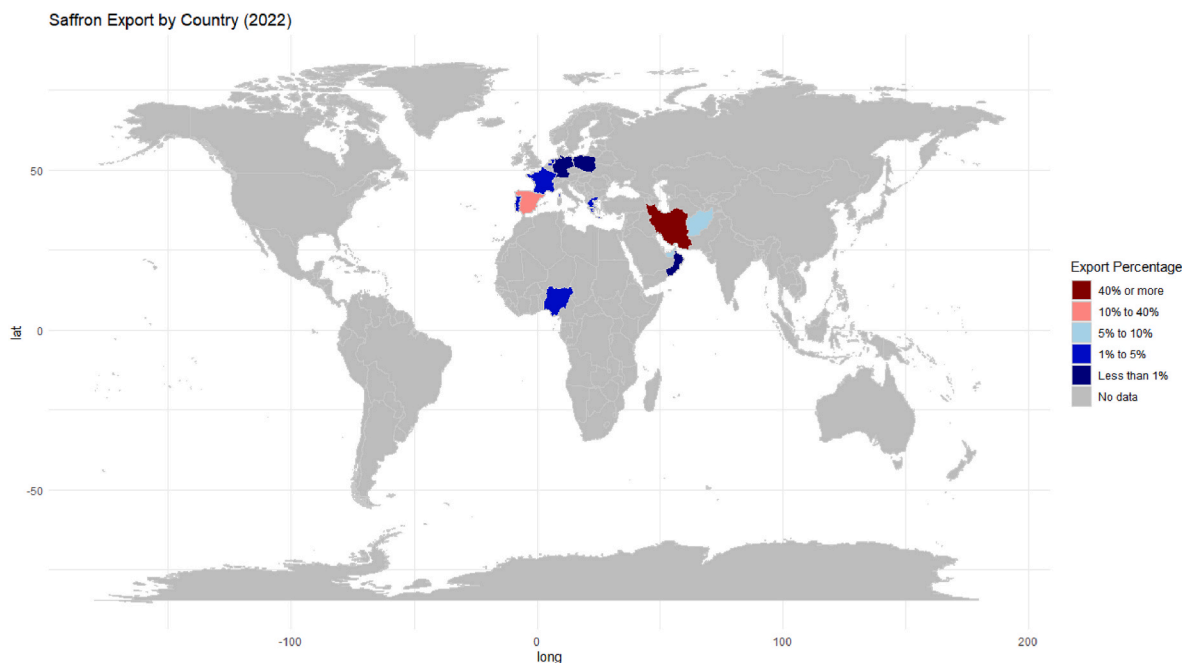 Saffron Export by Country (2022)
50
0
-50
lat
-100
0
100
200
long
Export Percentage
40% or more
10% to 40%
5% to 10%
1% to 5%
Less than 1%
No data